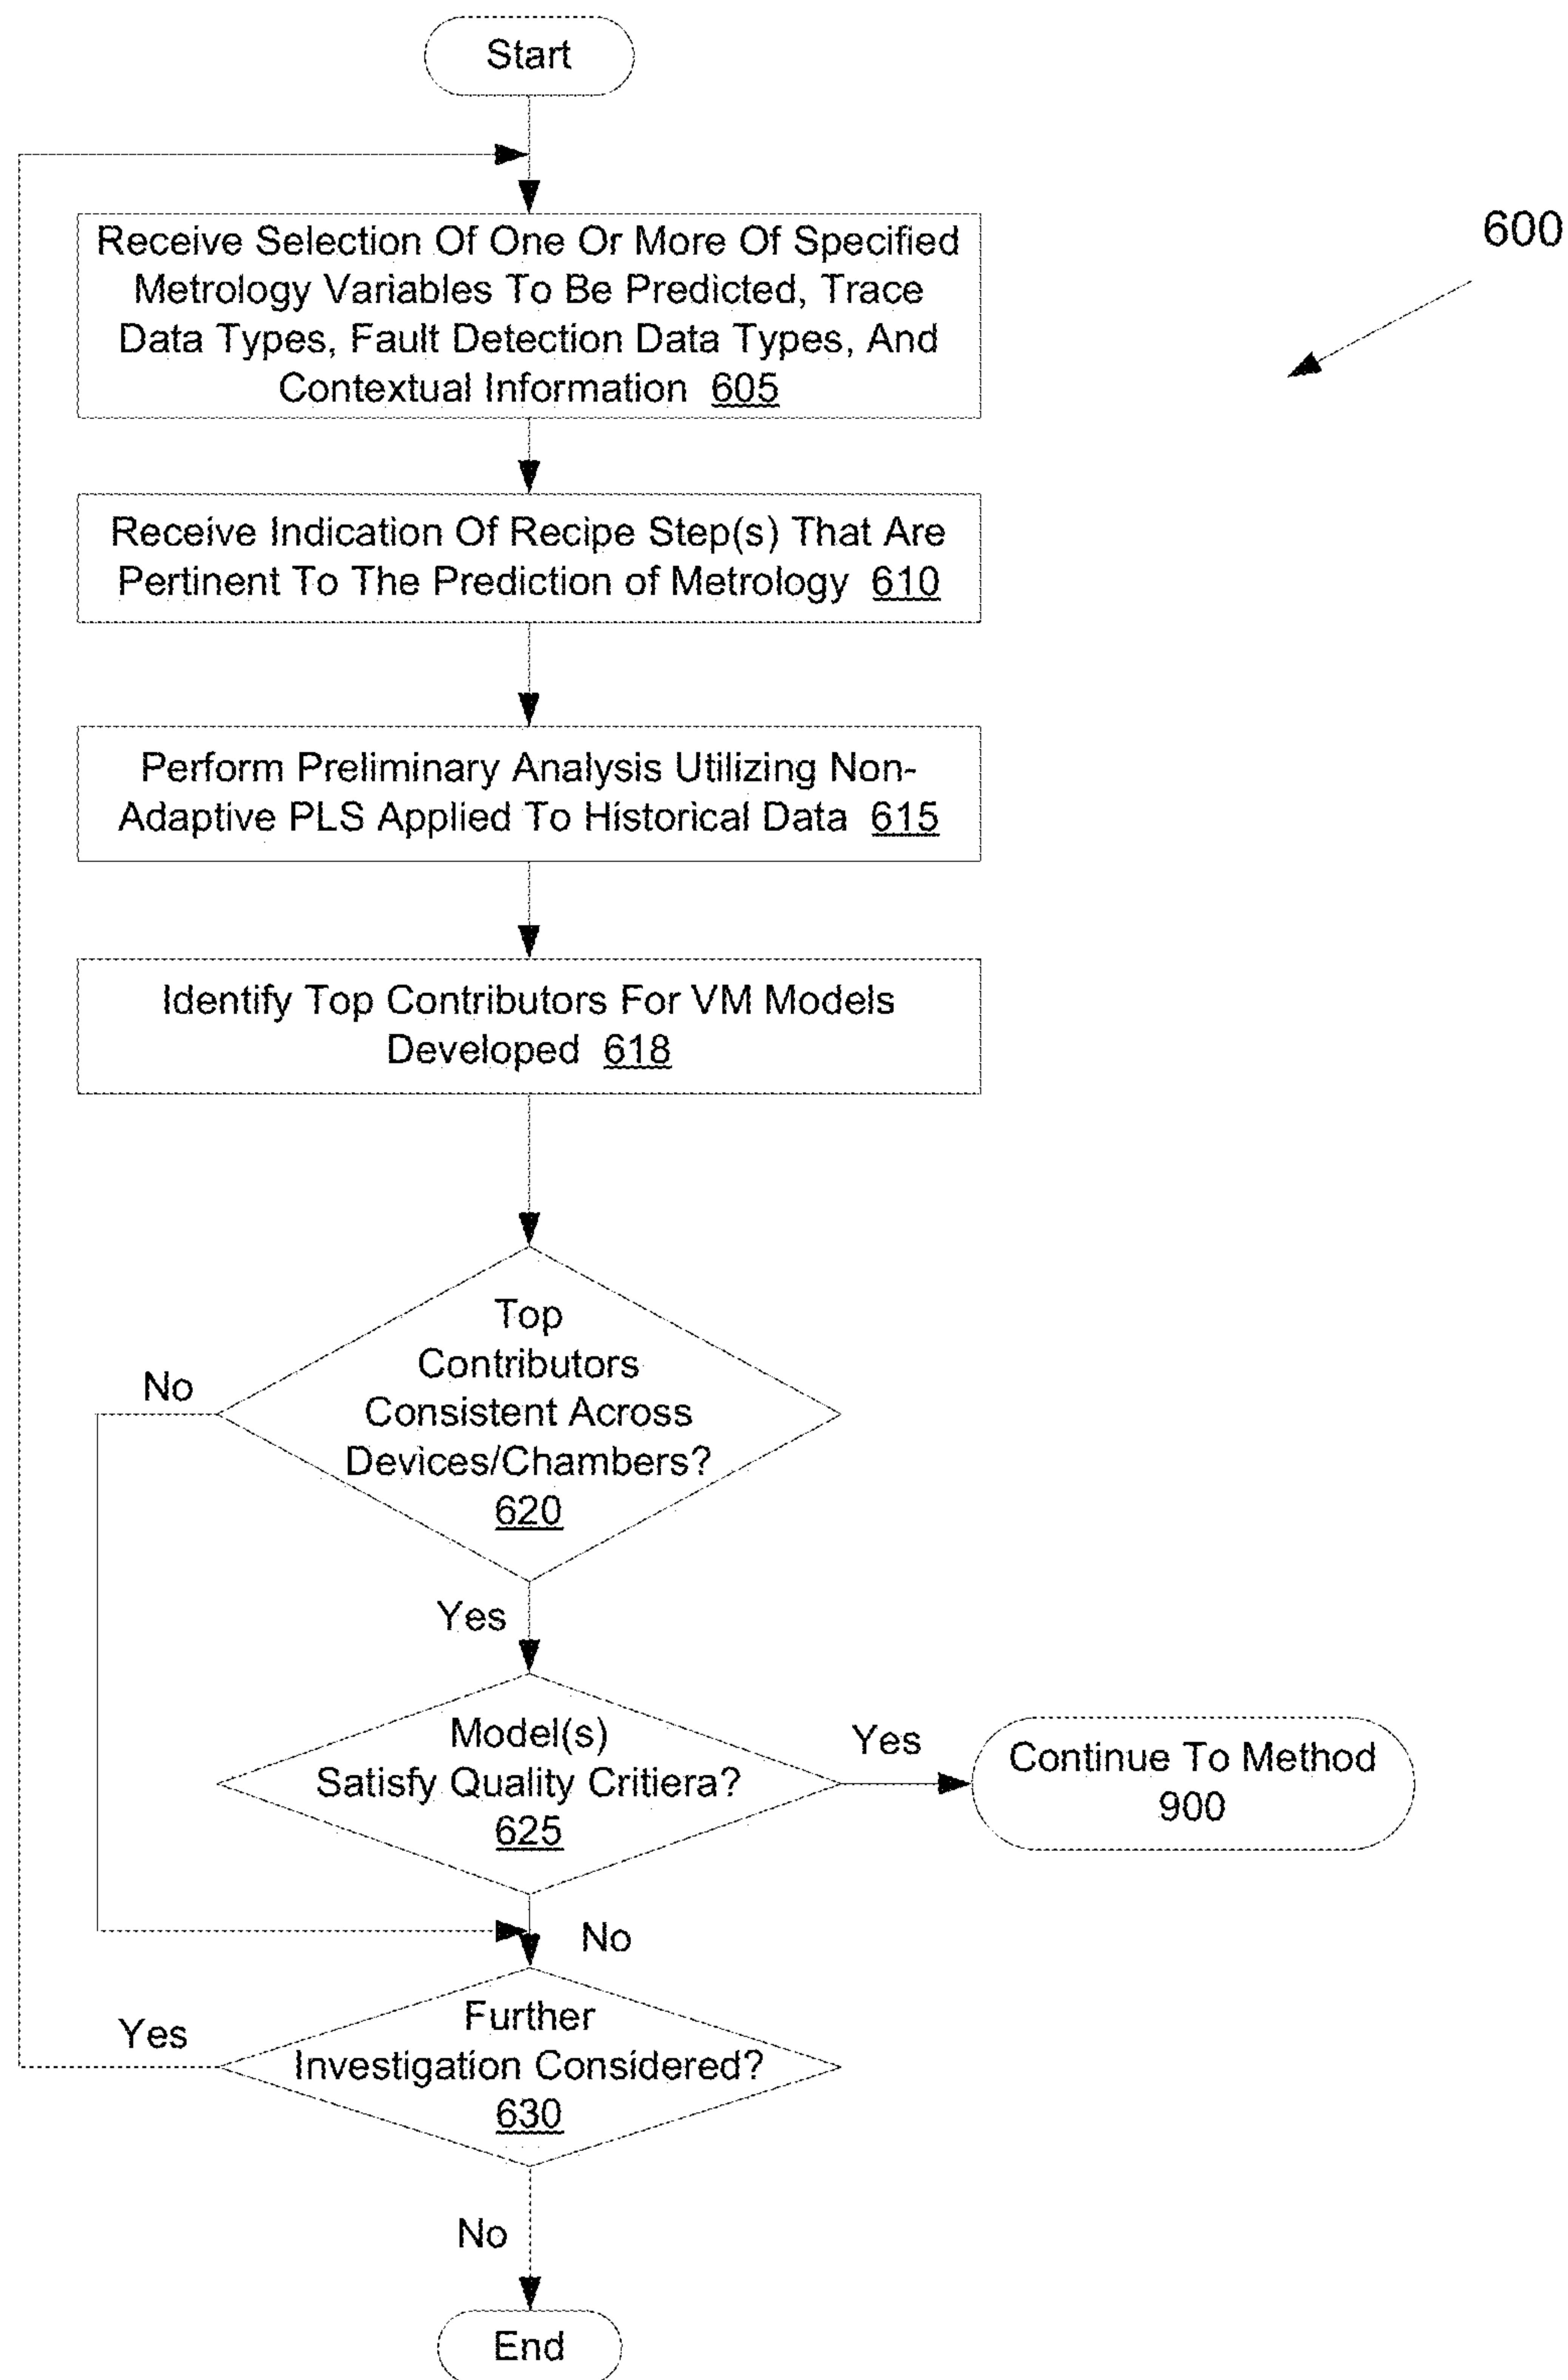 Start
600
Receive Selection Of One Or More Of Specified
Metrology Variables To Be Predicted, Trace
Data Types, Fault Detection Data Types, And
Contextual Information 605
Receive Indication Of Recipe Step(s) That Are
Pertinent To The Prediction of Metrology 610
Perform Preliminary Analysis Utilizing Non-
Adaptive PLS Applied To Historical Data 615
Identify Top Contributors For VM Models
Developed 618
Top
Contributors
Consistent Across
Devices/Chambers?
620
No
Yes
Model(s)
Satisfy Quality Critiera?
625
Yes
Continue To Method
900
No
Further
Investigation Considered?
630
Yes
No
End